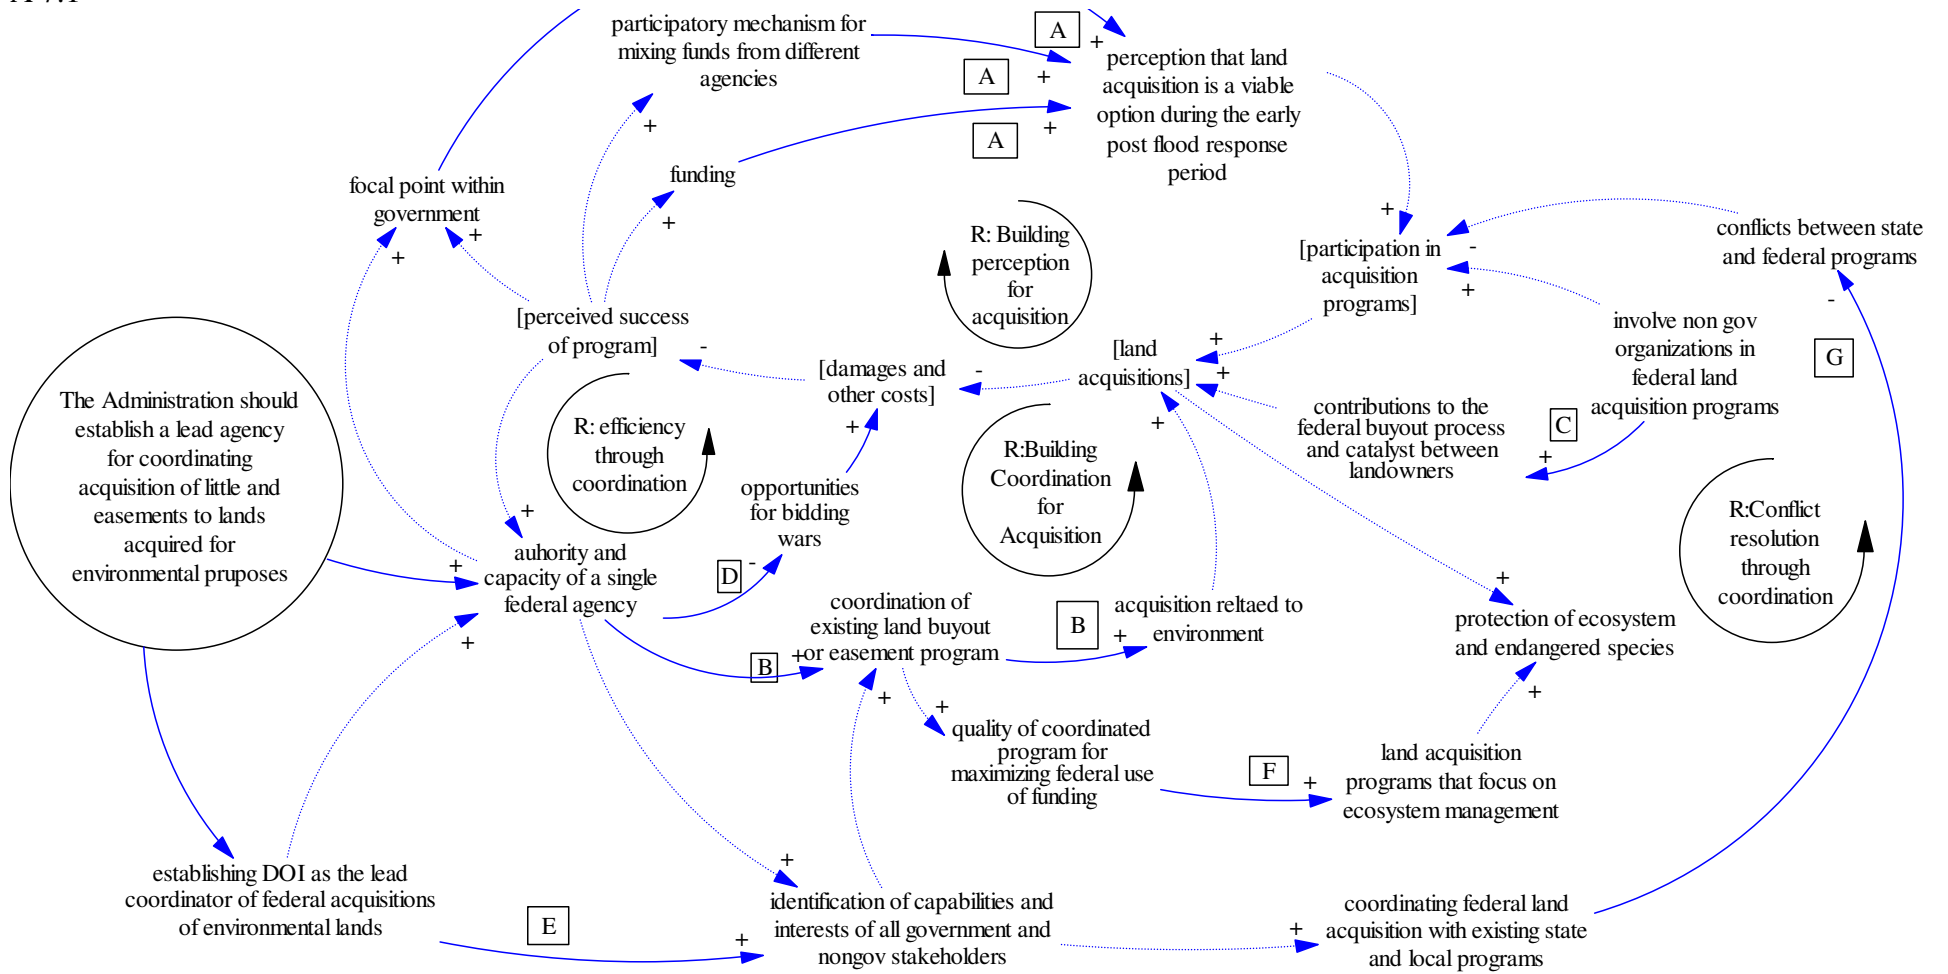 participatory mechanism for
mixing funds from different
agencies
A
+
A
+
A
+
perception that land
acquisition is a viable
option during the early
post flood response
period
+
funding
+
focal point within
government
+
+
R: Building
perception
for
acquisition
+
[participation in
acquisition
programs]
-
+
conflicts between state
and federal programs
-
G
involve non gov
organizations in
federal land
acquisition programs
[perceived success
of program]
-
[damages and
other costs]
-
[land
acquisitions]
+
+
+
contributions to the
federal buyout process
and catalyst between
landowners
C
+
The Administration should
establish a lead agency
for coordinating
acquisition of little and
easements to lands
acquired for
environmental pruposes
R: efficiency
through
coordination
+
opportunities
for bidding
wars
R:Building
Coordination
for
Acquisition
R:Conflict
resolution
through
coordination
+
auhority and
capacity of a single
federal agency
+
+
D
-
B
+
coordination of
existing land buyout
or easement program
B
+
acquisition reltaed to
environment
+
protection of ecosystem
and endangered species
+
+
+
quality of coordinated
program for
maximizing federal use
of funding
F
+
land acquisition
programs that focus on
ecosystem management
establishing DOI as the lead
coordinator of federal acquisitions
of environmental lands
E
+
+
identification of capabilities and
interests of all government and
nongov stakeholders
+
coordinating federal land
acquisition with existing state
and local programs